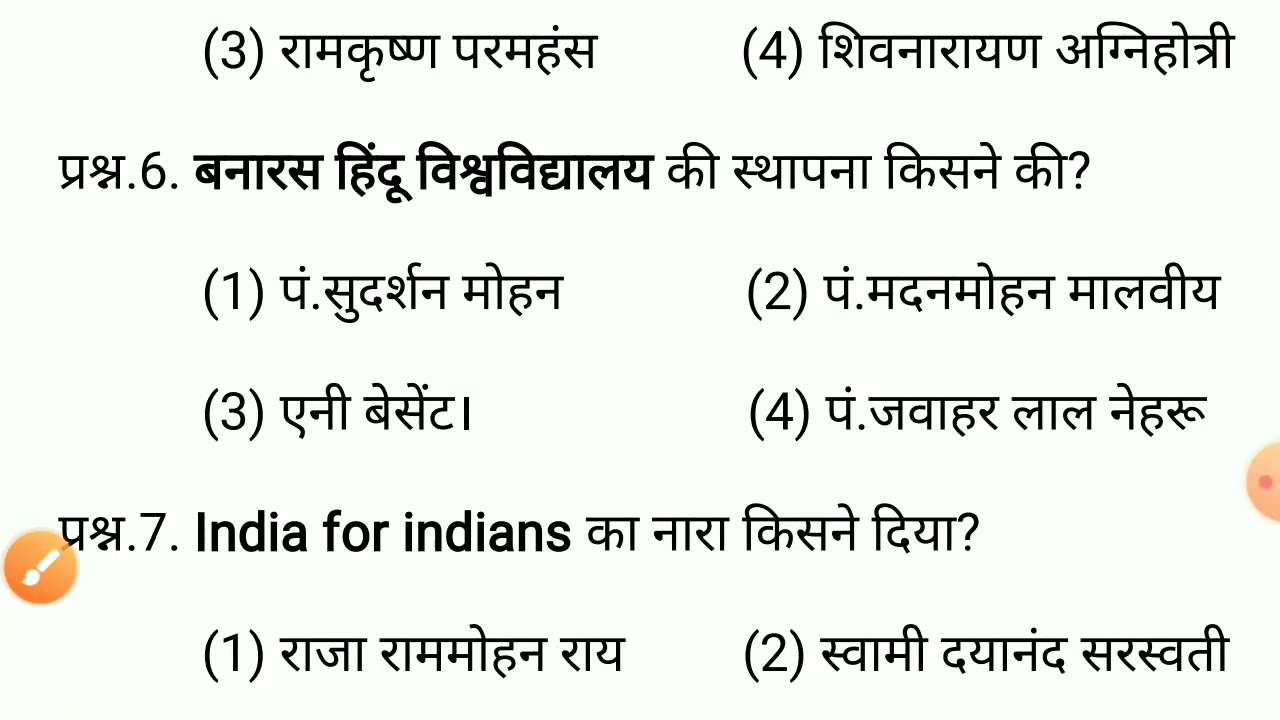 (3) रामकृष्ण परमहंस (4) शिवनारायण अग्निहोत्री
प्रश्न.6. बनारस हिंदू विश्वविद्यालय की स्थापना किसने की?
(1) पं.सुदर्शन मोहन (2) पं.मदनमोहन मालवीय
(3) एनी बेसेंट। (4) पं.जवाहर लाल नेहरू
प्रश्न.7. India for indians का नारा किसने दिया?
(1) राजा राममोहन राय (2) स्वामी दयानंद सरस्वती